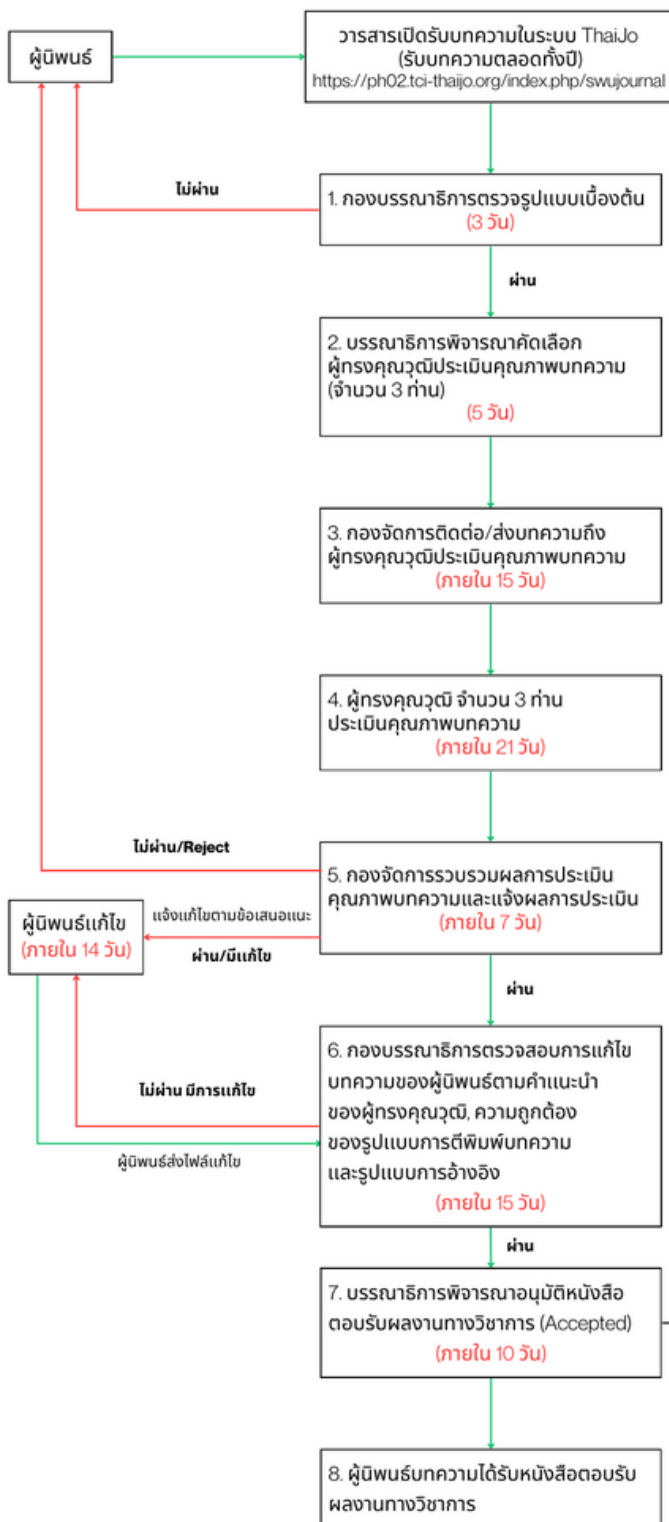 ผู้นิพนธ์
วารสารเปิดรับบทความในระบบ ThaiJo
(รับบทความตลอดทั้งปี)
https://ph02.tci-thaijo.org/index.php/swujournal
ไม่ผ่าน
1. กองบรรณาธิการตรวจรูปแบบเบื้องต้น
(3 วัน)
ผ่าน
2. บรรณาธิการพิจารณาคัดเลือก
ผู้ทรงคุณวุฒิประเมินคุณภาพบทความ
(จำนวน 3 ท่าน)
(5 วัน)
3. กองจัดการติดต่อ/ส่งบทความถึง
ผู้ทรงคุณวุฒิประเมินคุณภาพบทความ
(ภายใน 15 วัน)
4. ผู้ทรงคุณวุฒิ จำนวน 3 ท่าน
ประเมินคุณภาพบทความ
(ภายใน 21 วัน)
ไม่ผ่าน/Reject
5. กองจัดการรวบรวมผลการประเมิน
คุณภาพบทความและแจ้งผลการประเมิน
(ภายใน 7 วัน)
ผู้นิพนธ์แก้ไข
(ภายใน 14 วัน)
แจ้งแก้ไขตามข้อเสนอแนะ
ผ่าน/มีแก้ไข
ผ่าน
6. กองบรรณาธิการตรวจสอบการแก้ไข
บทความของผู้นิพนธ์ตามคำแนะนำ
ของผู้ทรงคุณวุฒิ, ความถูกต้อง
ของรูปแบบการตีพิมพ์บทความ
และรูปแบบการอ้างอิง
(ภายใน 15 วัน)
ไม่ผ่าน มีการแก้ไข
ผู้นิพนธ์ส่งไฟล์แก้ไข
ผ่าน
7. บรรณาธิการพิจารณาอนุมัติหนังสือ
ตอบรับผลงานทางวิชาการ (Accepted)
(ภายใน 10 วัน)
8. ผู้นิพนธ์บทความได้รับหนังสือตอบรับ
ผลงานทางวิชาการ